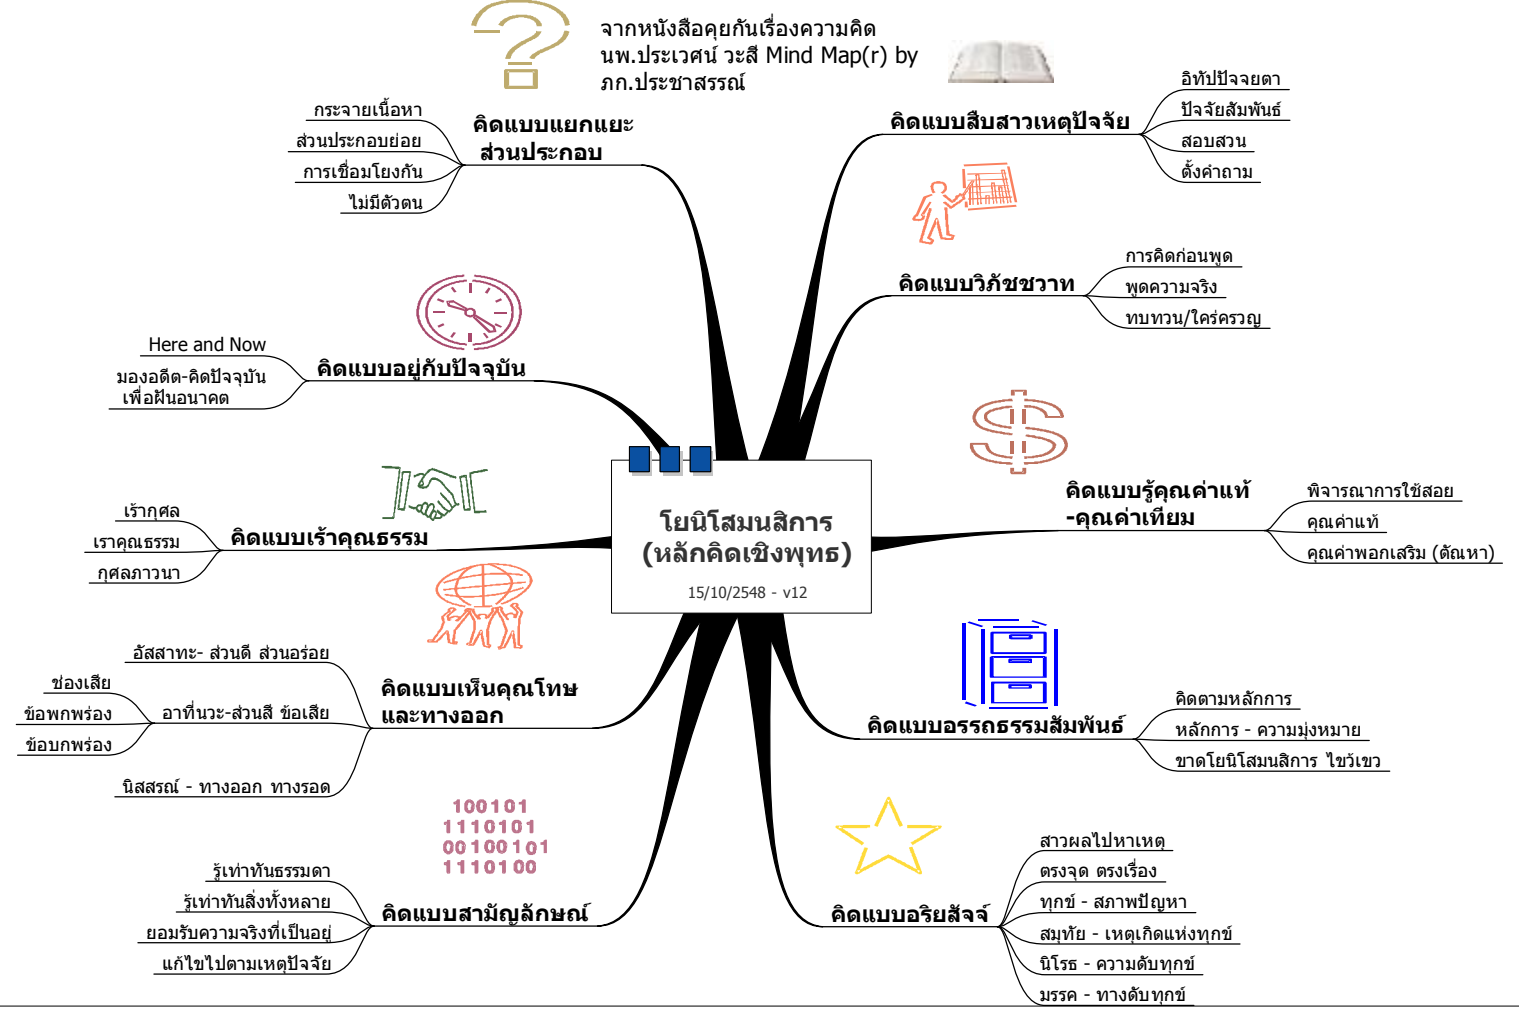 จากหนังสือคุยกันเรื่องความคิด
นพ.ประเวศน์ วะสี Mind Map(r) by
ภก.ประชาสรรณ์
โยนิโสมนสิการ
(หลักคิดเชิงพุทธ)
15/10/2548 - v12
คิดแบบสืบสาวเหตุปัจจัย
อิทัปปัจจยตา
ปัจจัยสัมพันธ์
สอบสวน
ตั้งคำถาม
คิดแบบวิภัชชวาท
การคิดก่อนพูด
พูดความจริง
ทบทวน/ใคร่ครวญ
คิดแบบรู้คุณค่าแท้
-คุณค่าเทียม
พิจารณาการใช้สอย
คุณค่าแท้
คุณค่าพอกเสริม (ตัณหา)
คิดแบบอรรถธรรมสัมพันธ์
คิดตามหลักการ
หลักการ - ความมุ่งหมาย
ขาดโยนิโสมนสิการ ไขว้เขว
คิดแบบอริยสัจจ์
สาวผลไปหาเหตุ
ตรงจุด ตรงเรื่อง
ทุกข์ - สภาพปัญหา
สมุทัย - เหตุเกิดแห่งทุกข์
นิโรธ - ความดับทุกข์
มรรค - ทางดับทุกข์
คิดแบบแยกแยะ
ส่วนประกอบ
กระจายเนื้อหา
ส่วนประกอบย่อย
การเชื่อมโยงกัน
ไม่มีตัวตน
คิดแบบอยู่กับปัจจุบัน
Here and Now
มองอดีต-คิดปัจจุบัน
เพื่อฝันอนาคต
คิดแบบเร้าคุณธรรม
เร้ากุศล
เราคุณธรรม
กุศลภาวนา
คิดแบบเห็นคุณโทษ
และทางออก
อัสสาทะ- ส่วนดี ส่วนอร่อย
อาทีนวะ-ส่วนสี ข้อเสีย
ช่องเสีย
ข้อพกพร่อง
ข้อบกพร่อง
นิสสรณ์ - ทางออก ทางรอด
100101
1110101
00100101
1110100
คิดแบบสามัญลักษณ์
รู้เท่าทันธรรมดา
รู้เท่าทันสิ่งทั้งหลาย
ยอมรับความจริงที่เป็นอยู่
แก้ไขไปตามเหตุปัจจัย